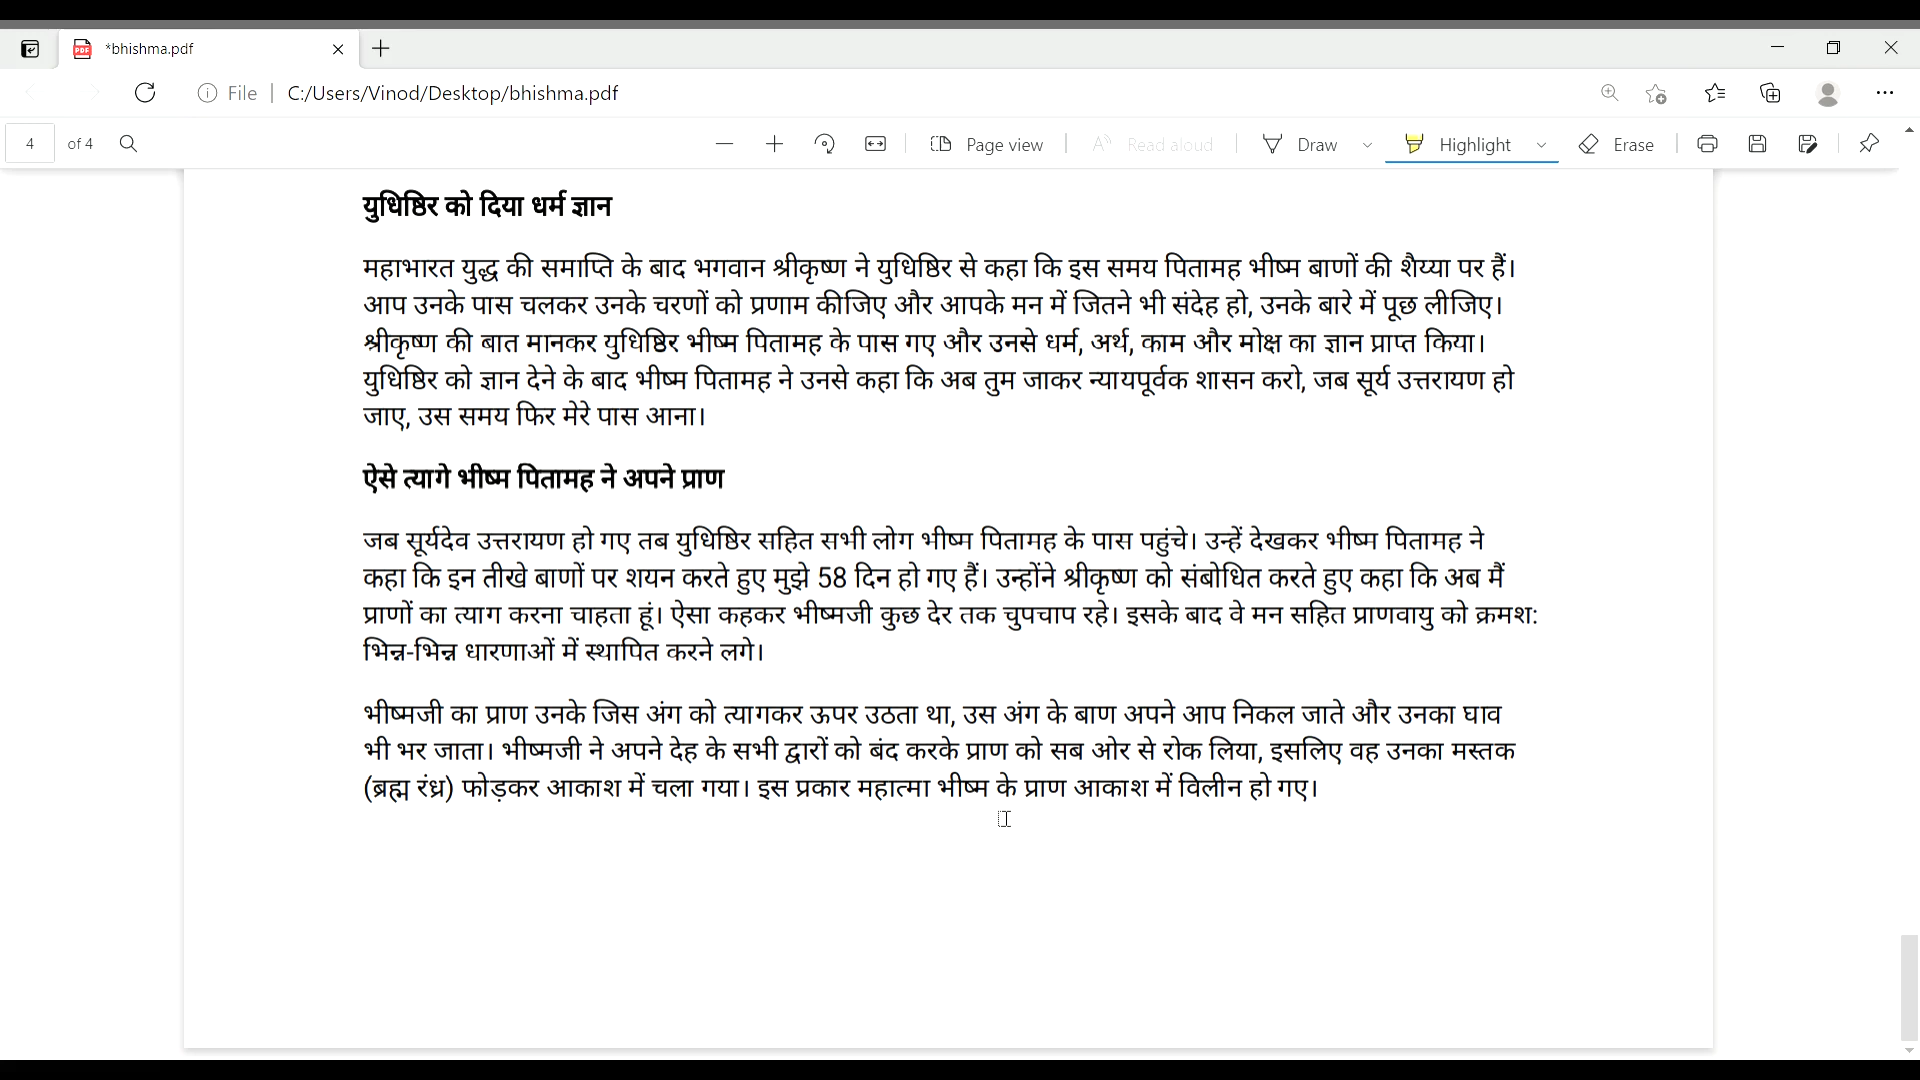 *bhishma.pdf
File | C:/Users/Vinod/Desktop/bhishma.pdf
4 of 4 Page view Read aloud Draw Highlight Erase
युधिष्ठिर को दिया धर्म ज्ञान
महाभारत युद्ध की समाप्ति के बाद भगवान श्रीकृष्ण ने युधिष्ठिर से कहा कि इस समय पितामह भीष्म बाणों की शैय्या पर हैं।
आप उनके पास चलकर उनके चरणों को प्रणाम कीजिए और आपके मन में जितने भी संदेह हो, उनके बारे में पूछ लीजिए।
श्रीकृष्ण की बात मानकर युधिष्ठिर भीष्म पितामह के पास गए और उनसे धर्म, अर्थ, काम और मोक्ष का ज्ञान प्राप्त किया।
युधिष्ठिर को ज्ञान देने के बाद भीष्म पितामह ने उनसे कहा कि अब तुम जाकर न्यायपूर्वक शासन करो, जब सूर्य उत्तरायण हो
जाए, उस समय फिर मेरे पास आना।
ऐसे त्यागे भीष्म पितामह ने अपने प्राण
जब सूर्यदेव उत्तरायण हो गए तब युधिष्ठिर सहित सभी लोग भीष्म पितामह के पास पहुंचे। उन्हें देखकर भीष्म पितामह ने
कहा कि इन तीखे बाणों पर शयन करते हुए मुझे 58 दिन हो गए हैं। उन्होंने श्रीकृष्ण को संबोधित करते हुए कहा कि अब मैं
प्राणों का त्याग करना चाहता हूं। ऐसा कहकर भीष्मजी कुछ देर तक चुपचाप रहे। इसके बाद वे मन सहित प्राणवायु को क्रमश:
भिन्न-भिन्न धारणाओं में स्थापित करने लगे।
भीष्मजी का प्राण उनके जिस अंग को त्यागकर ऊपर उठता था, उस अंग के बाण अपने आप निकल जाते और उनका घाव
भी भर जाता। भीष्मजी ने अपने देह के सभी द्वारों को बंद करके प्राण को सब ओर से रोक लिया, इसलिए वह उनका मस्तक
(ब्रह्म रंध्र) फोड़कर आकाश में चला गया। इस प्रकार महात्मा भीष्म के प्राण आकाश में विलीन हो गए।